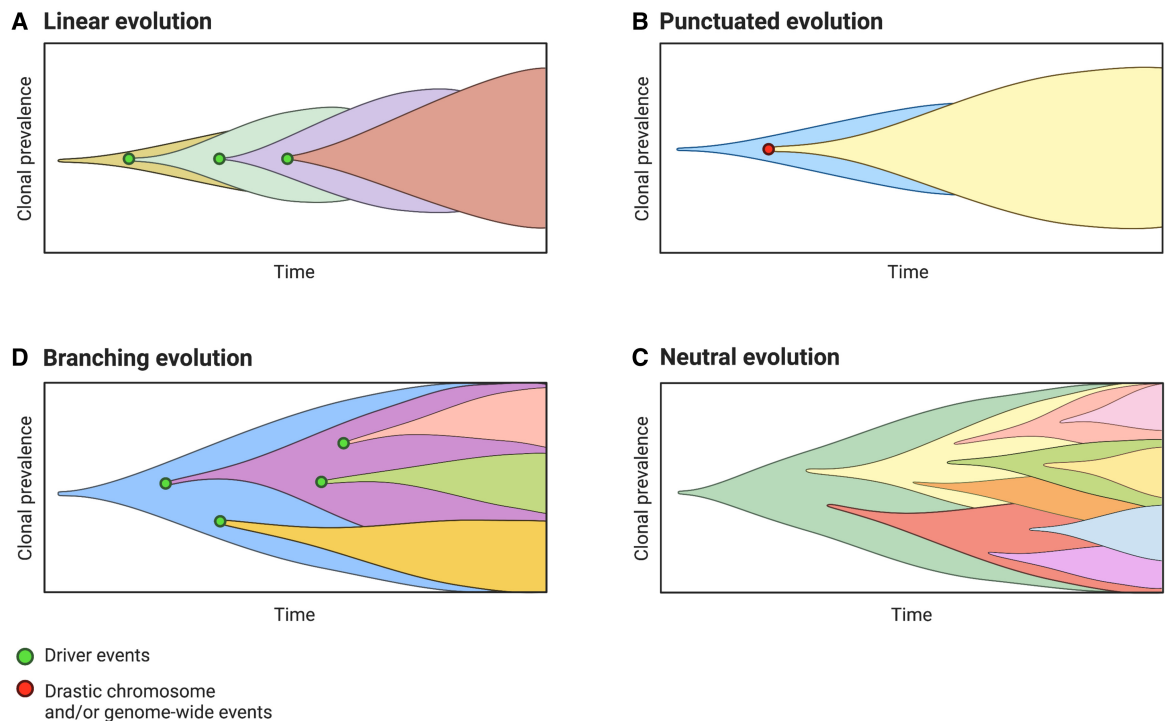 A Linear evolution
Clonal prevalence
Time
B Punctuated evolution
Clonal prevalence
Time
D Branching evolution
Clonal prevalence
Time
C Neutral evolution
Clonal prevalence
Time
Driver events
Drastic chromosome
and/or genome-wide events